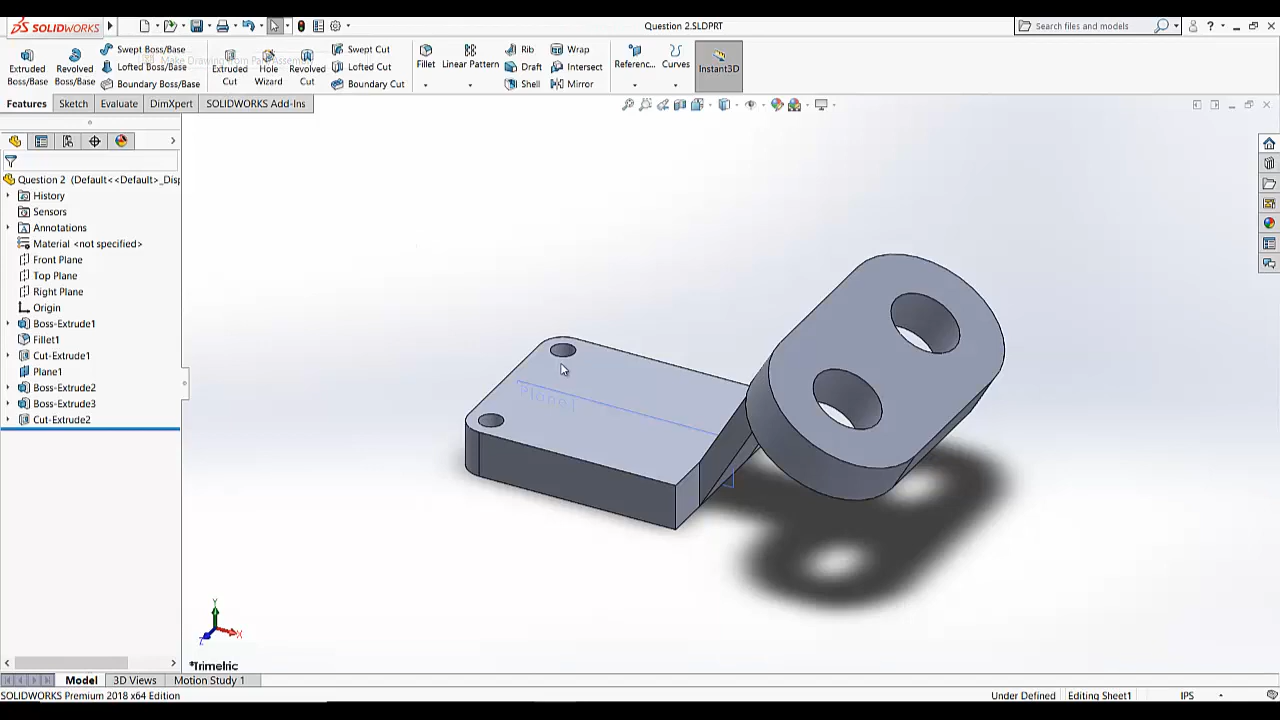 SOLIDWORKS
Question 2.SLDPRT
Search files and models
?
Extruded Boss/Base
Revolved Boss/Base
Swept Boss/Base
Lofted Boss/Base
Boundary Boss/Base
Extruded Cut
Hole Wizard
Revolved Cut
Swept Cut
Lofted Cut
Boundary Cut
Fillet
Linear Pattern
Rib
Draft
Shell
Wrap
Intersect
Mirror
Referenc...
Curves
Instant3D
Features Sketch Evaluate DimXpert SOLIDWORKS Add-Ins
Question 2 (Default<<Default>_Disp
History
Sensors
Annotations
Material <not specified>
Front Plane
Top Plane
Right Plane
Origin
Boss-Extrude1
Fillet1
Cut-Extrude1
Plane1
Boss-Extrude2
Boss-Extrude3
Cut-Extrude2
Plane1
Y
X
Z
*Trimetric
Model 3D Views Motion Study 1
SOLIDWORKS Premium 2018 x64 Edition
Under Defined Editing Sheet1 IPS